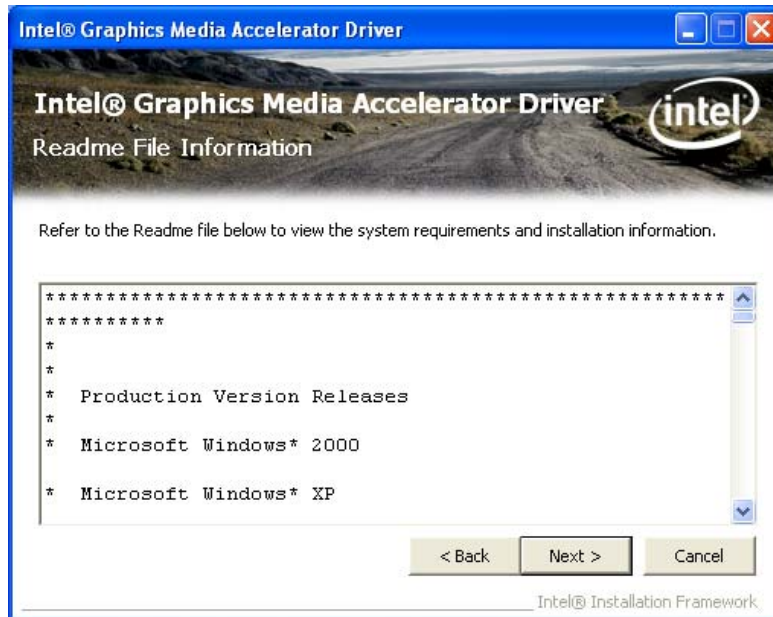 Intel® Graphics Media Accelerator Driver
Intel® Graphics Media Accelerator Driver
intel
Readme File Information
Refer to the Readme file below to view the system requirements and installation information.
********************************************************
**********
*
*
* Production Version Releases
*
* Microsoft Windows* 2000
* Microsoft Windows* XP
< Back
Next >
Cancel
Intel® Installation Framework